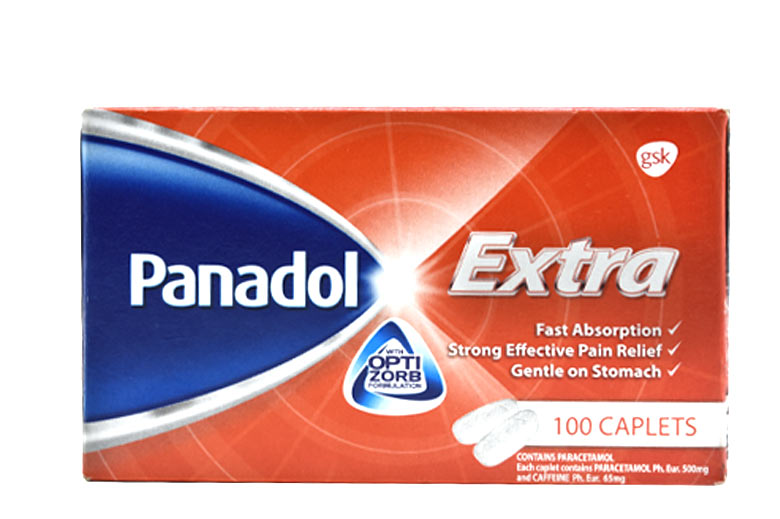 gsk
Panadol
Extra
Fast Absorption ✓
Strong Effective Pain Relief ✓
Gentle on Stomach ✓
WITH
OPTI
ZORB
FORMULATION
100 CAPLETS
CONTAINS PARACETAMOL
Each caplet contains PARACETAMOL Ph. Eur. 500mg
and CAFFEINE Ph. Eur. 65mg